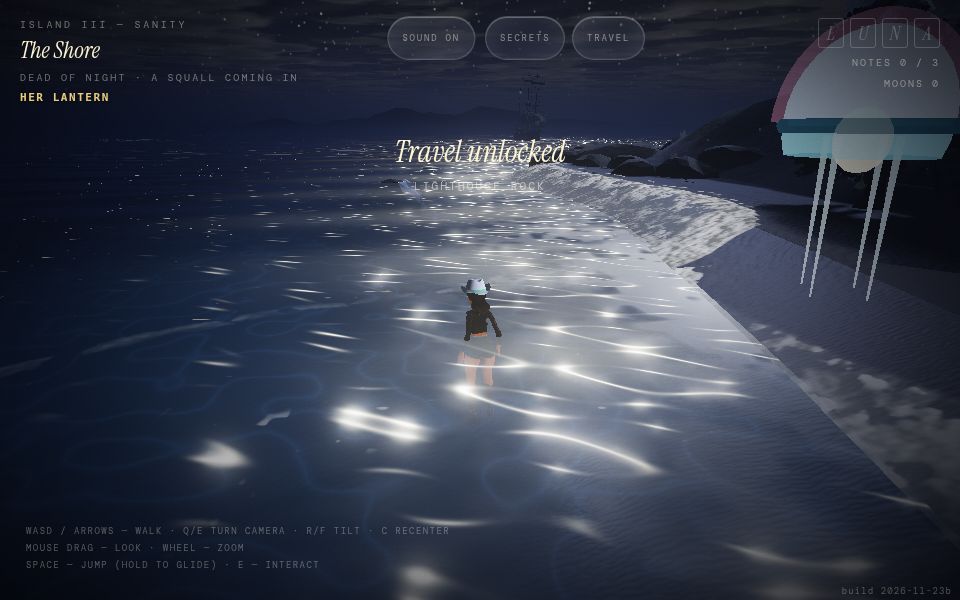 ISLAND III — SANITY
The Shore
DEAD OF NIGHT · A SQUALL COMING IN
HER LANTERN
SOUND ON
SECRETS
TRAVEL
L U N A
NOTES 0 / 3
MOONS 0
Travel unlocked
LIGHTHOUSE ROCK
WASD / ARROWS — WALK · Q/E TURN CAMERA · R/F TILT · C RECENTER
MOUSE DRAG — LOOK · WHEEL — ZOOM
SPACE — JUMP (HOLD TO GLIDE) · E — INTERACT
build 2026-11-23b